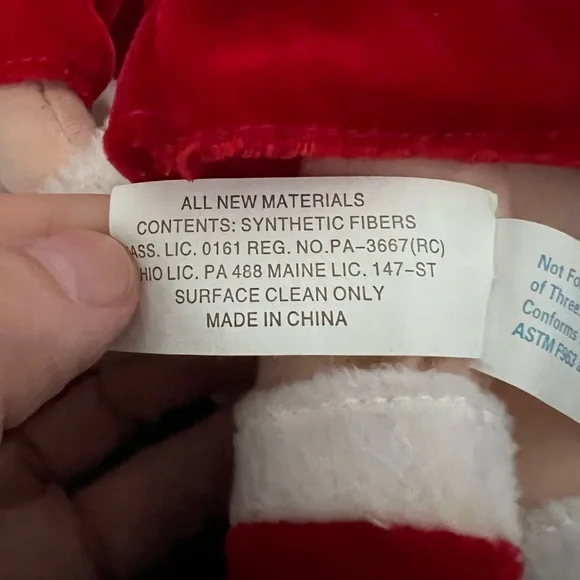 ALL NEW MATERIALS
CONTENTS: SYNTHETIC FIBERS
ASS. LIC. 0161 REG. NO.PA-3667(RC)
HIO LIC. PA 488 MAINE LIC. 147-ST
SURFACE CLEAN ONLY
MADE IN CHINA
Not Fo
of Three
Conforms
ASTM F963